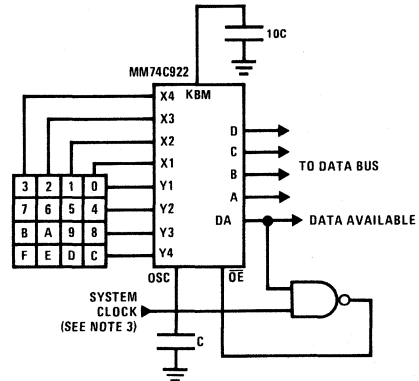 10C
MM74C922
X4 KBM
X3
X2
X1
D
C
B
A
TO DATA BUS
DA
DATA AVAILABLE
3 2 1 0 Y1
7 6 5 4 Y2
B A 9 8 Y3
F E D C Y4
OSC OE
SYSTEM
CLOCK
(SEE NOTE 3)
C